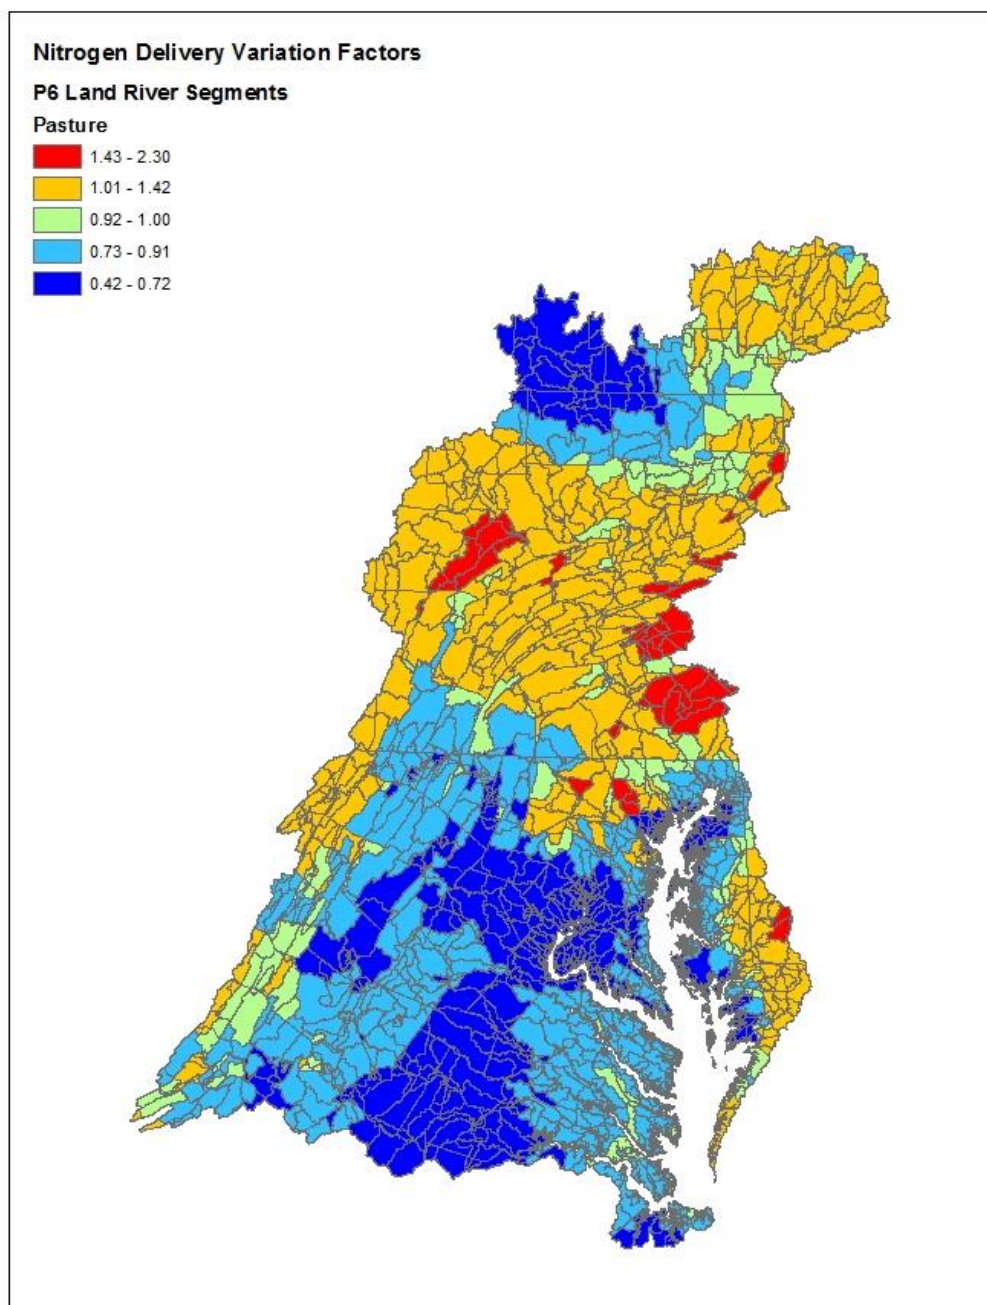 Nitrogen Delivery Variation Factors
P6 Land River Segments
Pasture
1.43 - 2.30
1.01 - 1.42
0.92 - 1.00
0.73 - 0.91
0.42 - 0.72